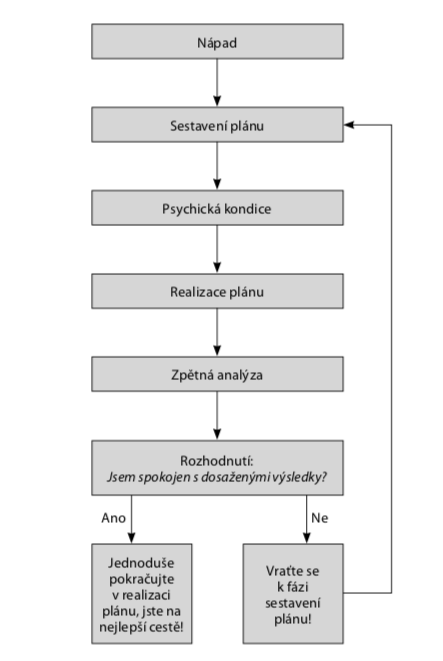 Nápad
Sestavení plánu
Psychická kondice
Realizace plánu
Zpětná analýza
Rozhodnutí:
Jsem spokojen s dosaženými výsledky?
Ano
Ne
Jednoduše
pokračujte
v realizaci
plánu, jste na
nejlepší cestě!
Vraťte se
k fázi
sestavení
plánu!